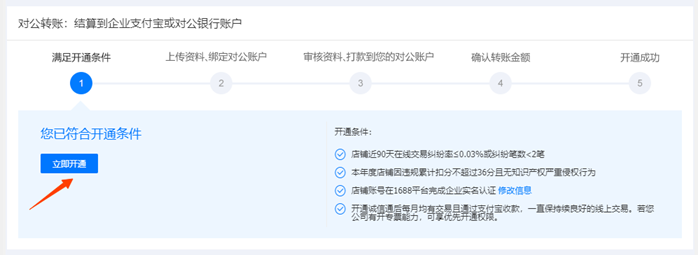 对公转账：结算到企业支付宝或对公银行账户
满足开通条件
上传资料、绑定对公账户
审核资料、打款到您的对公账户
确认转账金额
开通成功
1
2
3
4
5
您已符合开通条件
立即开通
开通条件：
店铺近90天在线交易纠纷率≤0.03%或纠纷笔数<2笔
本年度店铺因违规累计扣分不超过36分且无知识产权严重侵权行为
店铺账号在1688平台完成企业实名认证 修改信息
开通诚信通后每月均有交易且通过支付宝收款，一直保持续良好的线上交易。若您
公司有开专票能力，可享优先开通权限。